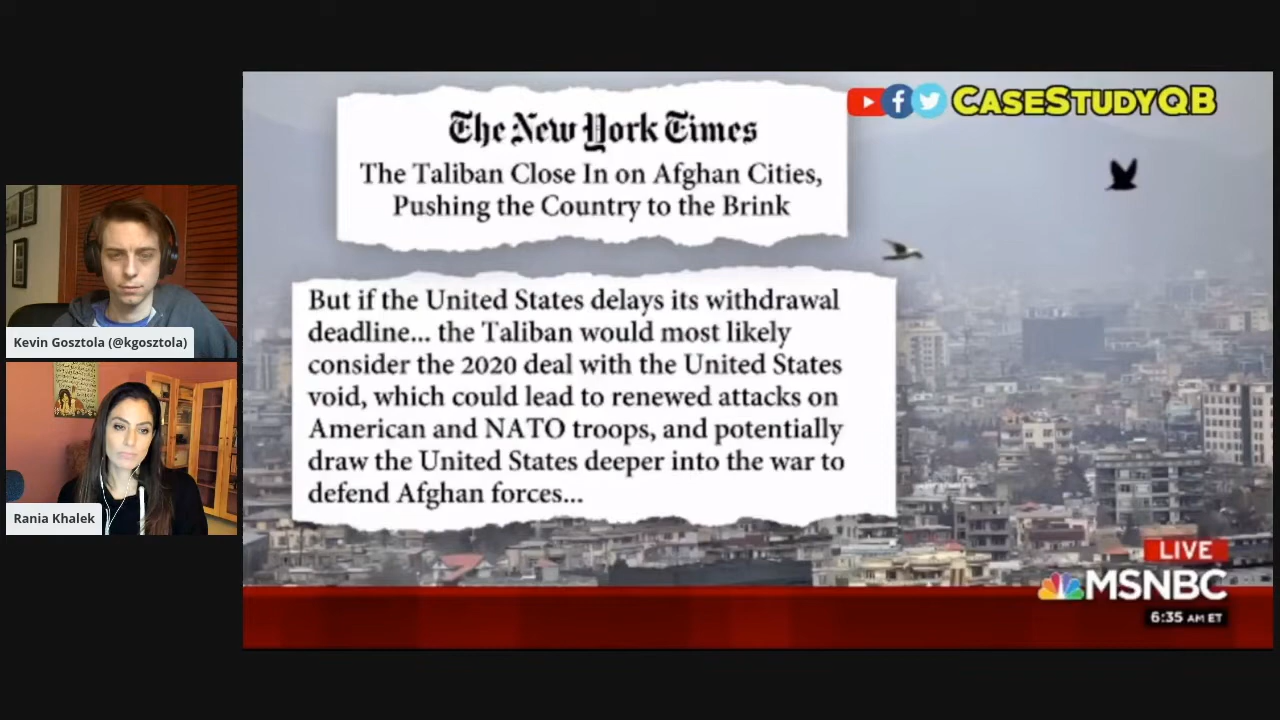 CASESTUDYQB
The New York Times
The Taliban Close In on Afghan Cities,
Pushing the Country to the Brink
But if the United States delays its withdrawal
deadline... the Taliban would most likely
consider the 2020 deal with the United States
void, which could lead to renewed attacks on
American and NATO troops, and potentially
draw the United States deeper into the war to
defend Afghan forces...
Kevin Gosztola (@kgosztola)
Rania Khalek
LIVE
MSNBC
6:35 AM ET